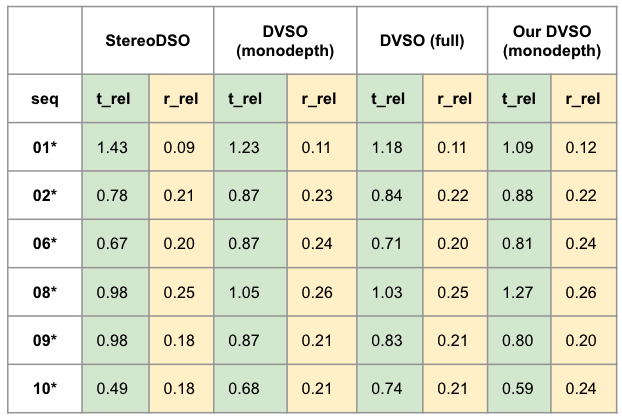 StereoDSO DVSO (monodepth) DVSO (full) Our DVSO (monodepth)
seq t_rel r_rel t_rel r_rel t_rel r_rel t_rel r_rel
01* 1.43 0.09 1.23 0.11 1.18 0.11 1.09 0.12
02* 0.78 0.21 0.87 0.23 0.84 0.22 0.88 0.22
06* 0.67 0.20 0.87 0.24 0.71 0.20 0.81 0.24
08* 0.98 0.25 1.05 0.26 1.03 0.25 1.27 0.26
09* 0.98 0.18 0.87 0.21 0.83 0.21 0.80 0.20
10* 0.49 0.18 0.68 0.21 0.74 0.21 0.59 0.24